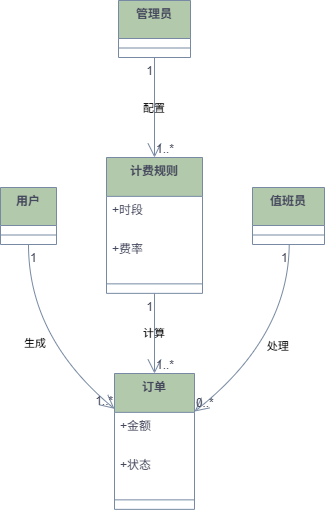 管理员
1
配置
1..*
计费规则
+时段
+费率
用户
1
值班员
1
1
计算
1..*
生成
1..*
处理
0..*
订单
+金额
+状态